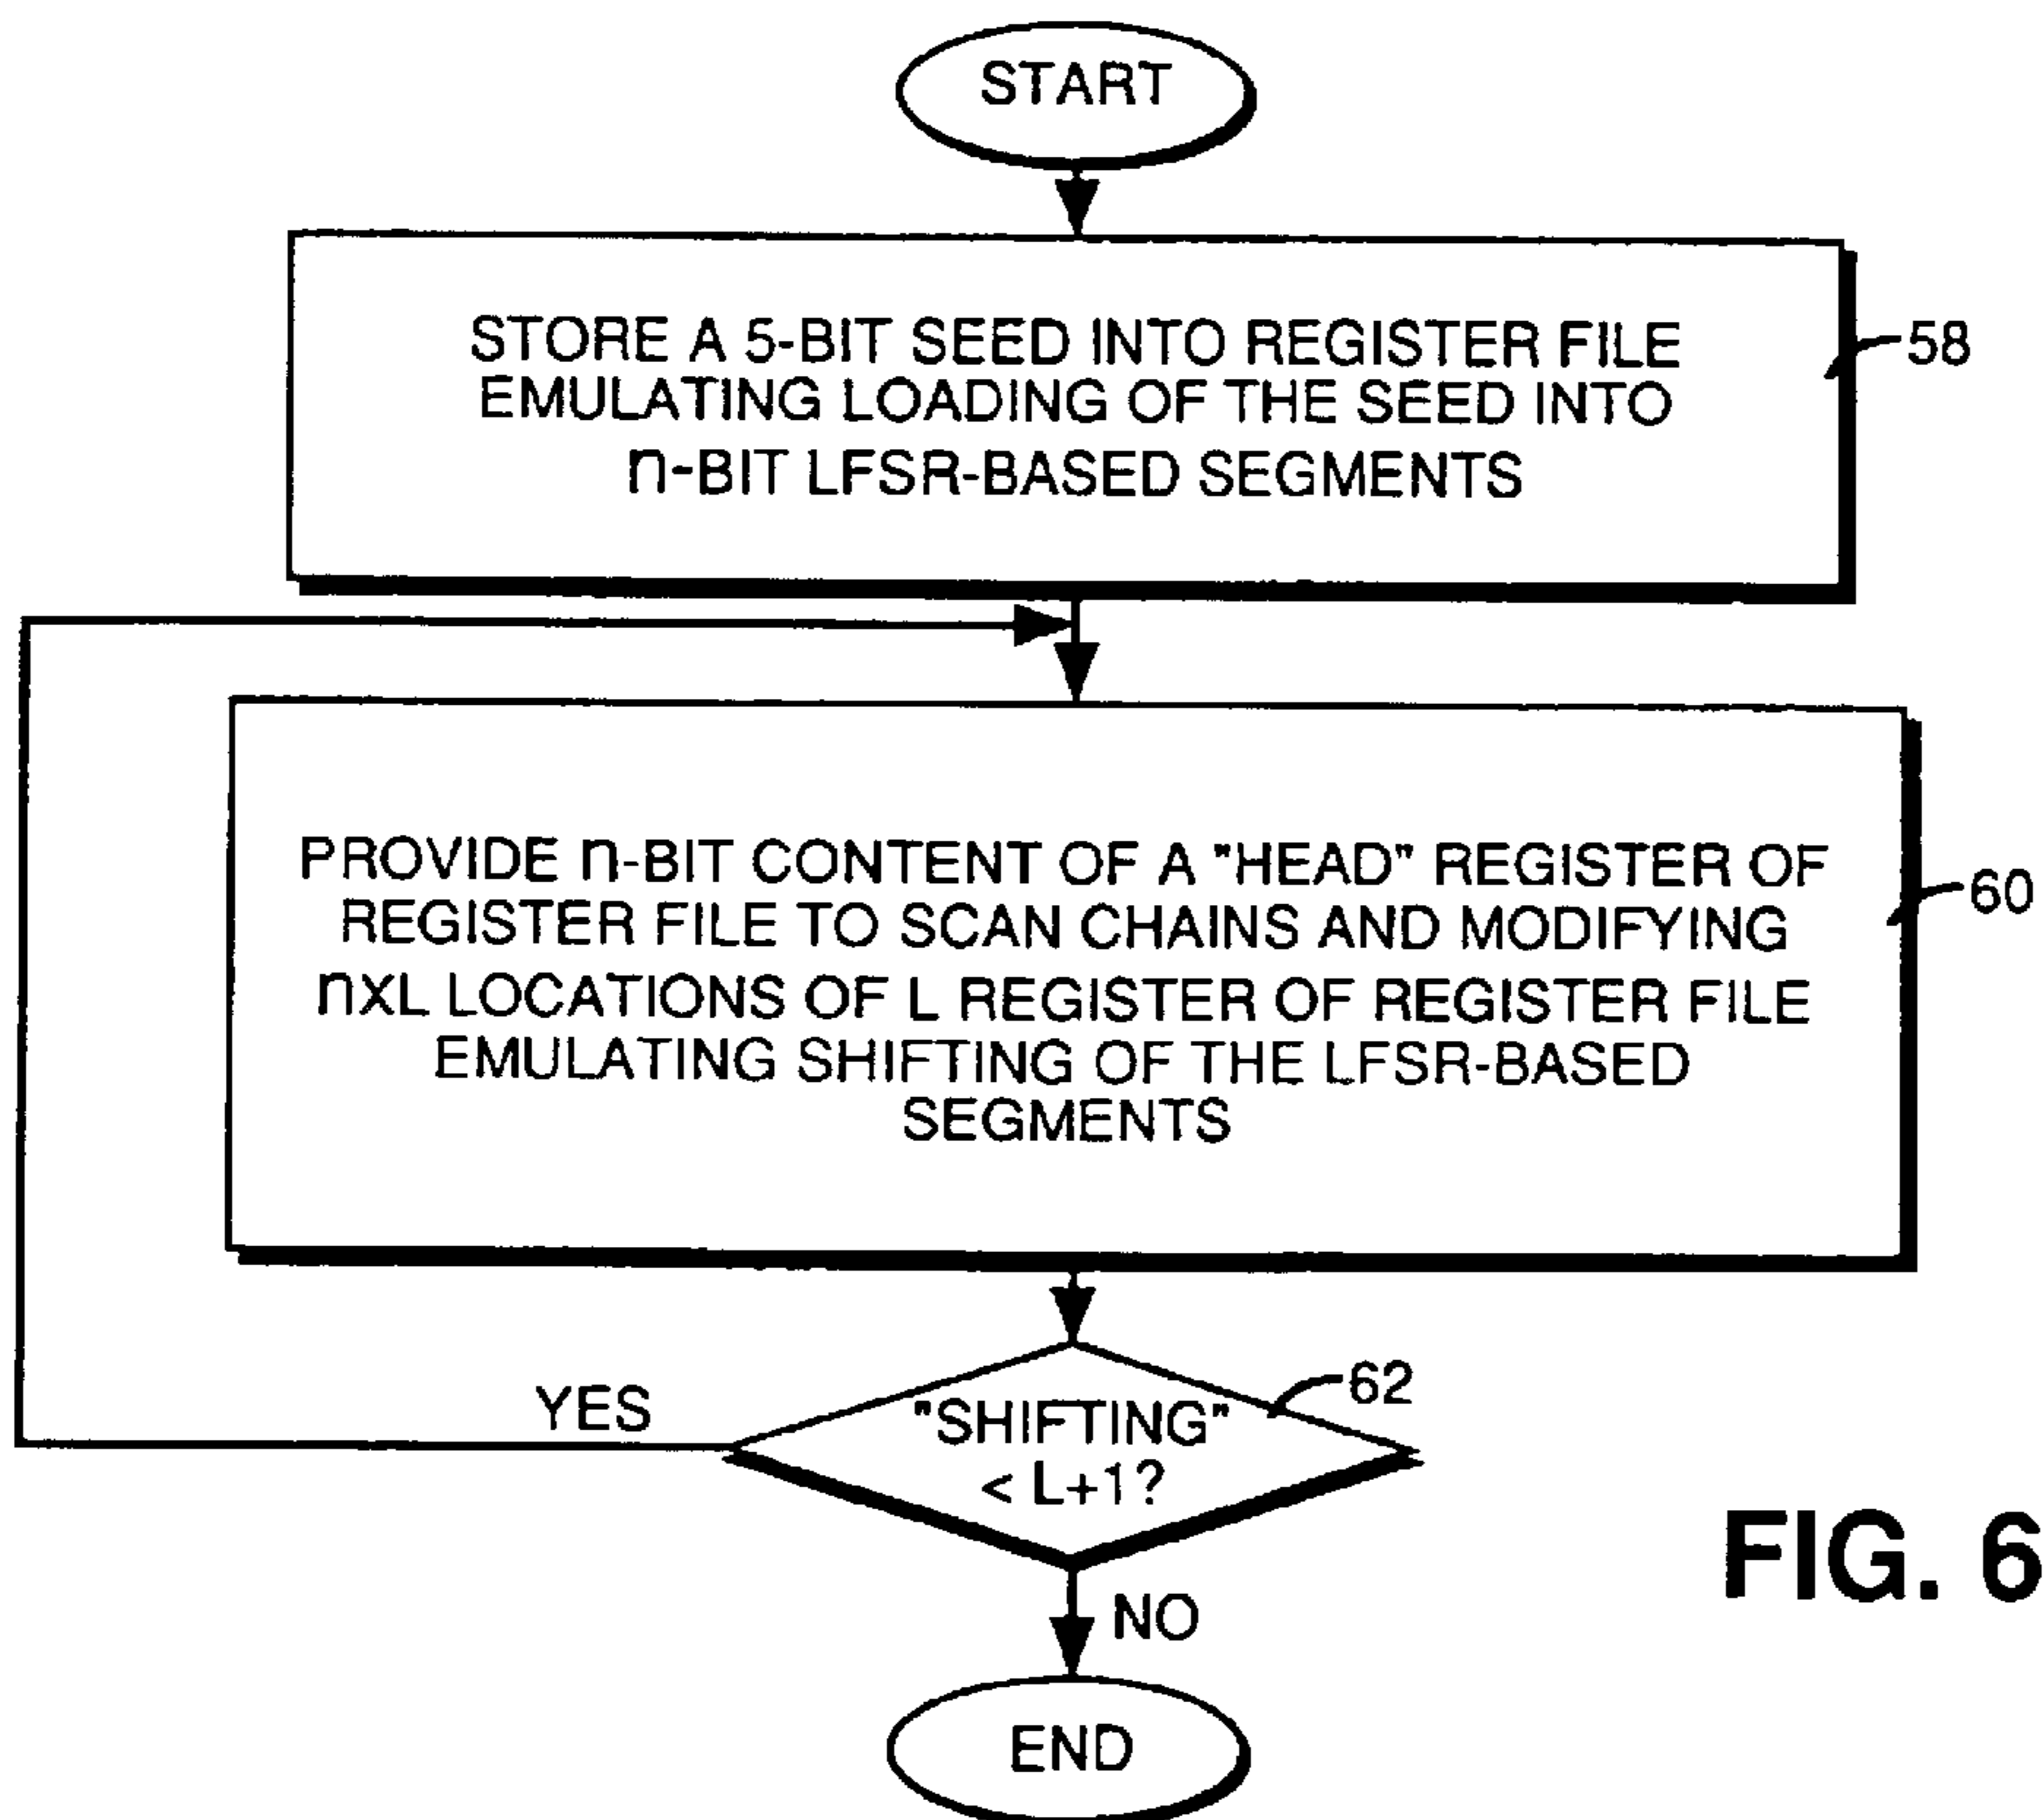 START
STORE A 5-BIT SEED INTO REGISTER FILE
EMULATING LOADING OF THE SEED INTO
n-BIT LFSR-BASED SEGMENTS
58
PROVIDE n-BIT CONTENT OF A "HEAD" REGISTER OF
REGISTER FILE TO SCAN CHAINS AND MODIFYING
nxL LOCATIONS OF L REGISTER OF REGISTER FILE
EMULATING SHIFTING OF THE LFSR-BASED
SEGMENTS
60
YES
"SHIFTING"
< L+1?
62
NO
END
FIG. 6